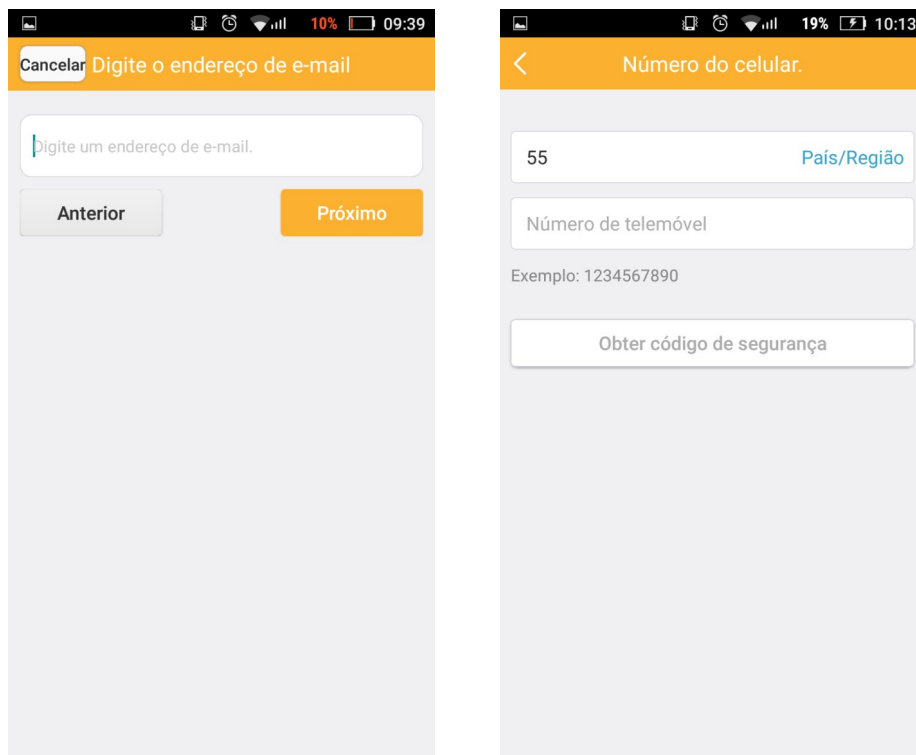 10% 09:39
Cancelar Digite o endereço de e-mail
Digite um endereço de e-mail.
Anterior Próximo
19% 10:13
Número do celular.
55 País/Região
Número de telemóvel
Exemplo: 1234567890
Obter código de segurança